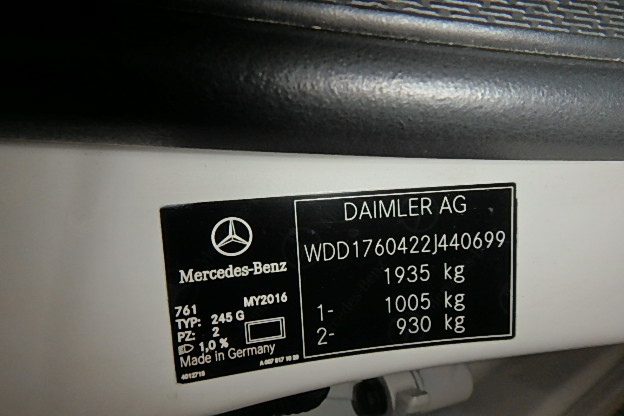 Mercedes-Benz
761
MY2016
TYP: 245 G
PZ: 2
1,0 %
Made in Germany
DAIMLER AG
WDD1760422J440699
1935 kg
1- 1005 kg
2- 930 kg